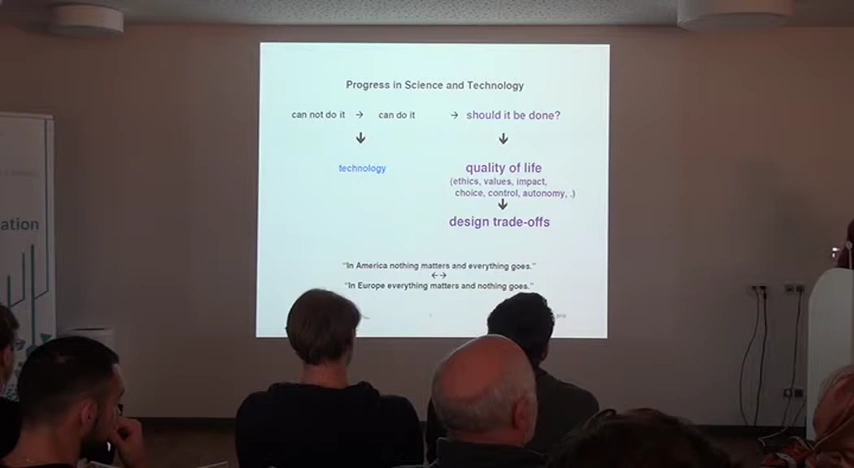 Progress in Science and Technology
can not do it → can do it → should it be done?
technology
quality of life
(ethics, values, impact,
choice, control, autonomy, .)
design trade-offs
"In America nothing matters and everything goes."
←→
"In Europe everything matters and nothing goes."
ation